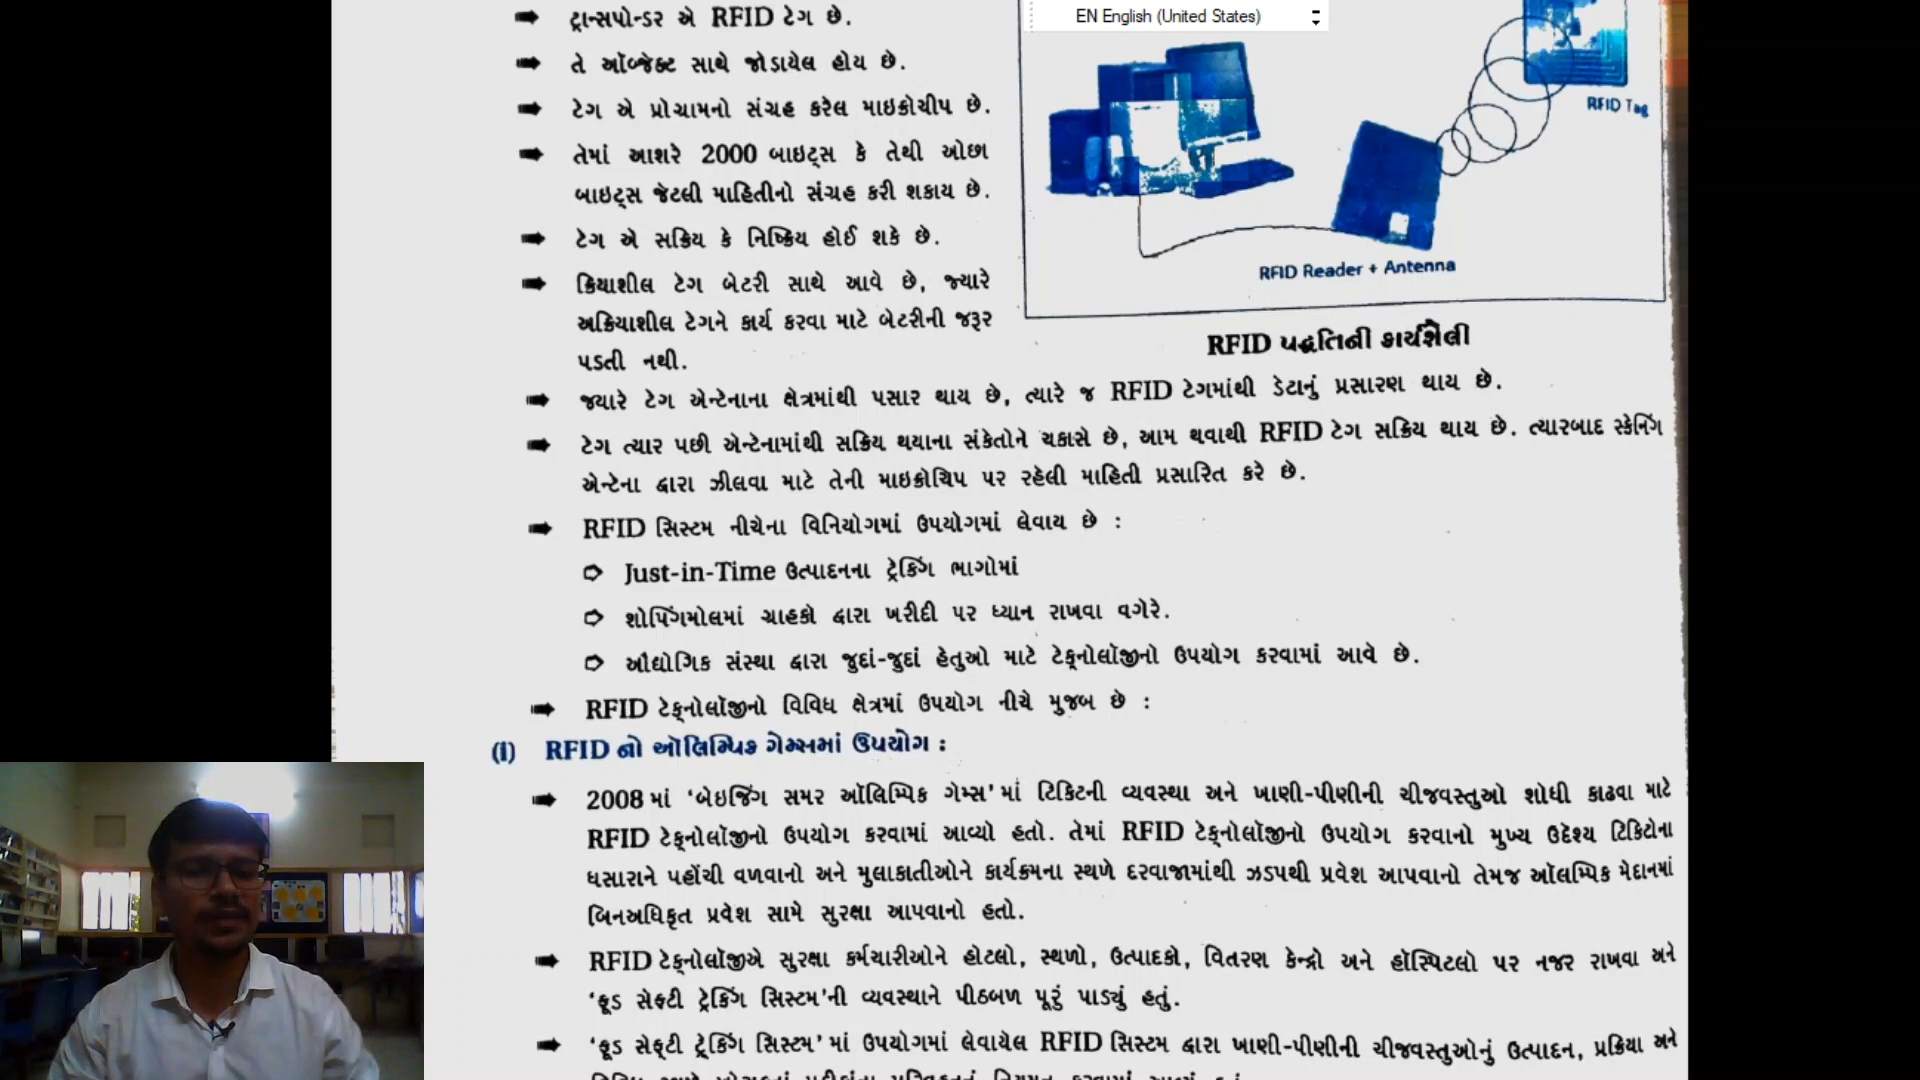 ટ્રાન્સપોન્ડર એ RFID ટેગ છે.
તે ઑબ્જેક્ટ સાથે જોડાયેલ હોય છે.
ટેગ એ પ્રોગ્રામનો સંગ્રહ કરેલ માઇક્રોચીપ છે.
તેમાં આશરે 2000 બાઇટ્સ કે તેથી ઓછા
બાઇટ્સ જેટલી માહિતીનો સંગ્રહ કરી શકાય છે.
ટેગ એ સક્રિય કે નિષ્ક્રિય હોઈ શકે છે.
ક્રિયાશીલ ટેગ બેટરી સાથે આવે છે, જ્યારે
અક્રિયાશીલ ટેગને કાર્ય કરવા માટે બેટરીની જરૂર
પડતી નથી.
EN English (United States)
RFID Tag
RFID Reader + Antenna
RFID પદ્ધતિની કાર્યશૈલી
જ્યારે ટેગ એન્ટેનાના ક્ષેત્રમાંથી પસાર થાય છે, ત્યારે જ RFID ટેગમાંથી ડેટાનું પ્રસારણ થાય છે.
ટેગ ત્યાર પછી એન્ટેનામાંથી સક્રિય થયાના સંકેતોને ચકાસે છે, આમ થવાથી RFID ટેગ સક્રિય થાય છે. ત્યારબાદ સ્કેનિંગ
એન્ટેના દ્વારા ઝીલવા માટે તેની માઇક્રોચિપ પર રહેલી માહિતી પ્રસારિત કરે છે.
RFID સિસ્ટમ નીચેના વિનિયોગમાં ઉપયોગમાં લેવાય છે :
Just-in-Time ઉત્પાદનના ટ્રેકિંગ ભાગોમાં
શોપિંગમોલમાં ગ્રાહકો દ્વારા ખરીદી પર ધ્યાન રાખવા વગેરે.
ઔદ્યોગિક સંસ્થા દ્વારા જુદાં-જુદાં હેતુઓ માટે ટેક્નોલૉજીનો ઉપયોગ કરવામાં આવે છે.
RFID ટેક્નોલૉજીનો વિવિધ ક્ષેત્રમાં ઉપયોગ નીચે મુજબ છે :
(i) RFID નો ઑલિમ્પિક ગેમ્સમાં ઉપયોગ :
2008 માં 'બેઇજિંગ સમર ઑલિમ્પિક ગેમ્સ' માં ટિકિટની વ્યવસ્થા અને ખાણી-પીણીની ચીજવસ્તુઓ શોધી કાઢવા માટે
RFID ટેક્નોલૉજીનો ઉપયોગ કરવામાં આવ્યો હતો. તેમાં RFID ટેક્નોલૉજીનો ઉપયોગ કરવાનો મુખ્ય ઉદ્દેશ્ય ટિકિટોના
ધસારાને પહોંચી વળવાનો અને મુલાકાતીઓને કાર્યક્રમના સ્થળે દરવાજામાંથી ઝડપથી પ્રવેશ આપવાનો તેમજ ઑલમ્પિક મેદાનમાં
બિનઅધિકૃત પ્રવેશ સામે સુરક્ષા આપવાનો હતો.
RFID ટેક્નોલૉજીએ સુરક્ષા કર્મચારીઓને હોટલો, સ્થળો, ઉત્પાદકો, વિતરણ કેન્દ્રો અને હૉસ્પિટલો પર નજર રાખવા અને
'ફૂડ સેફ્ટી ટ્રેકિંગ સિસ્ટમ'ની વ્યવસ્થાને પીઠબળ પૂરું પાડ્યું હતું.
'ફૂડ સેફ્ટી ટ્રેકિંગ સિસ્ટમ' માં ઉપયોગમાં લેવાયેલ RFID સિસ્ટમ દ્વારા ખાણી-પીણીની ચીજવસ્તુઓનું ઉત્પાદન, પ્રક્રિયા અને